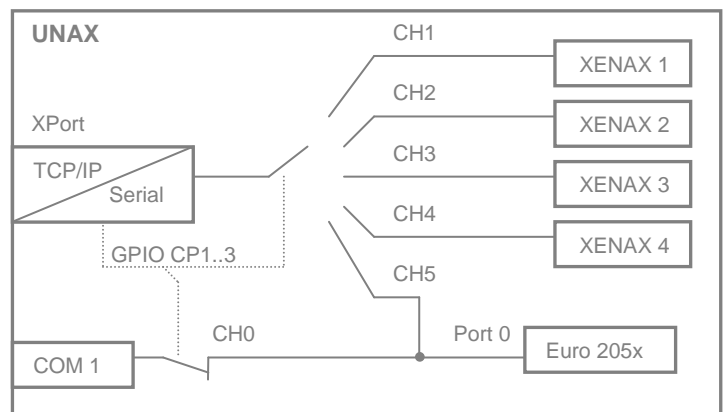 UNAX
CH1
XENAX 1
CH2
XPort
XENAX 2
CH3
TCP/IP
Serial
XENAX 3
CH4
GPIO CP1..3
XENAX 4
CH5
CH0
Port 0
Euro 205x
COM 1